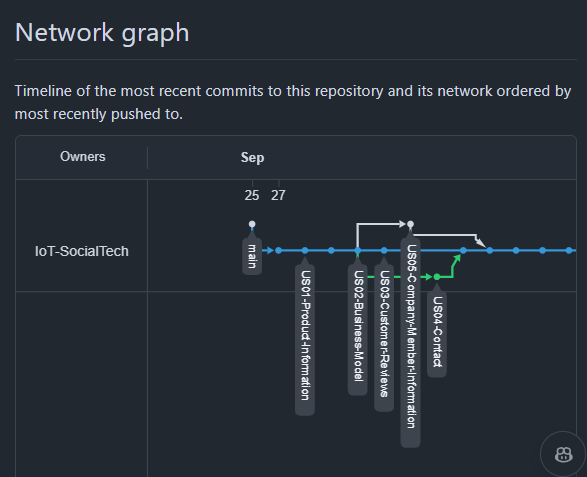 Network graph
Timeline of the most recent commits to this repository and its network ordered by
most recently pushed to.
Owners
Sep
25 27
IoT-SocialTech
main
US01-Product-Information
US02-Business-Model
US03-Customer-Reviews
US05-Company-Member-Information
US04-Contact